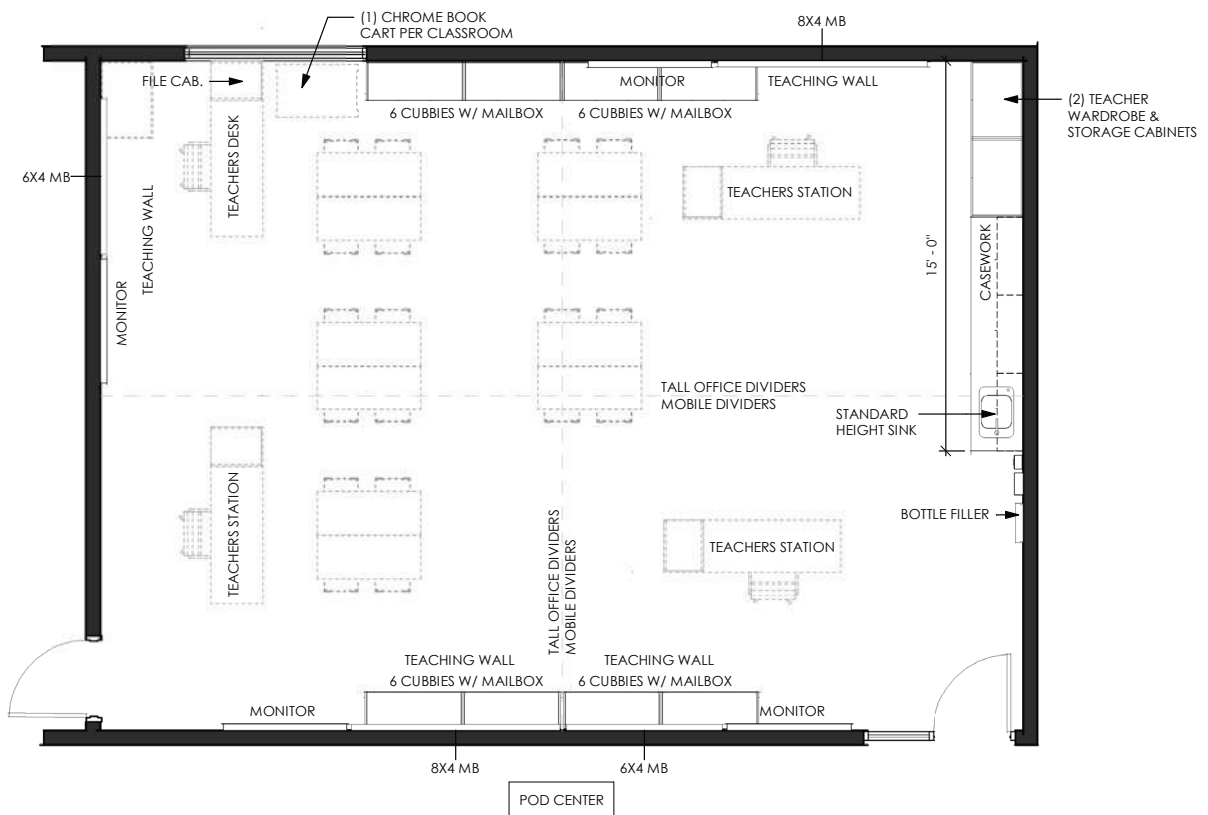 (1) CHROME BOOK
CART PER CLASSROOM
8X4 MB
FILE CAB.
MONITOR
TEACHING WALL
6 CUBBIES W/ MAILBOX
6 CUBBIES W/ MAILBOX
(2) TEACHER
WARDROBE &
STORAGE CABINETS
6X4 MB
TEACHING WALL
TEACHERS DESK
TEACHERS STATION
15' - 0"
CASEWORK
MONITOR
TALL OFFICE DIVIDERS
MOBILE DIVIDERS
STANDARD
HEIGHT SINK
TEACHERS STATION
BOTTLE FILLER
TEACHERS STATION
TALL OFFICE DIVIDERS
MOBILE DIVIDERS
TEACHING WALL
6 CUBBIES W/ MAILBOX
TEACHING WALL
6 CUBBIES W/ MAILBOX
MONITOR
MONITOR
8X4 MB
6X4 MB
POD CENTER